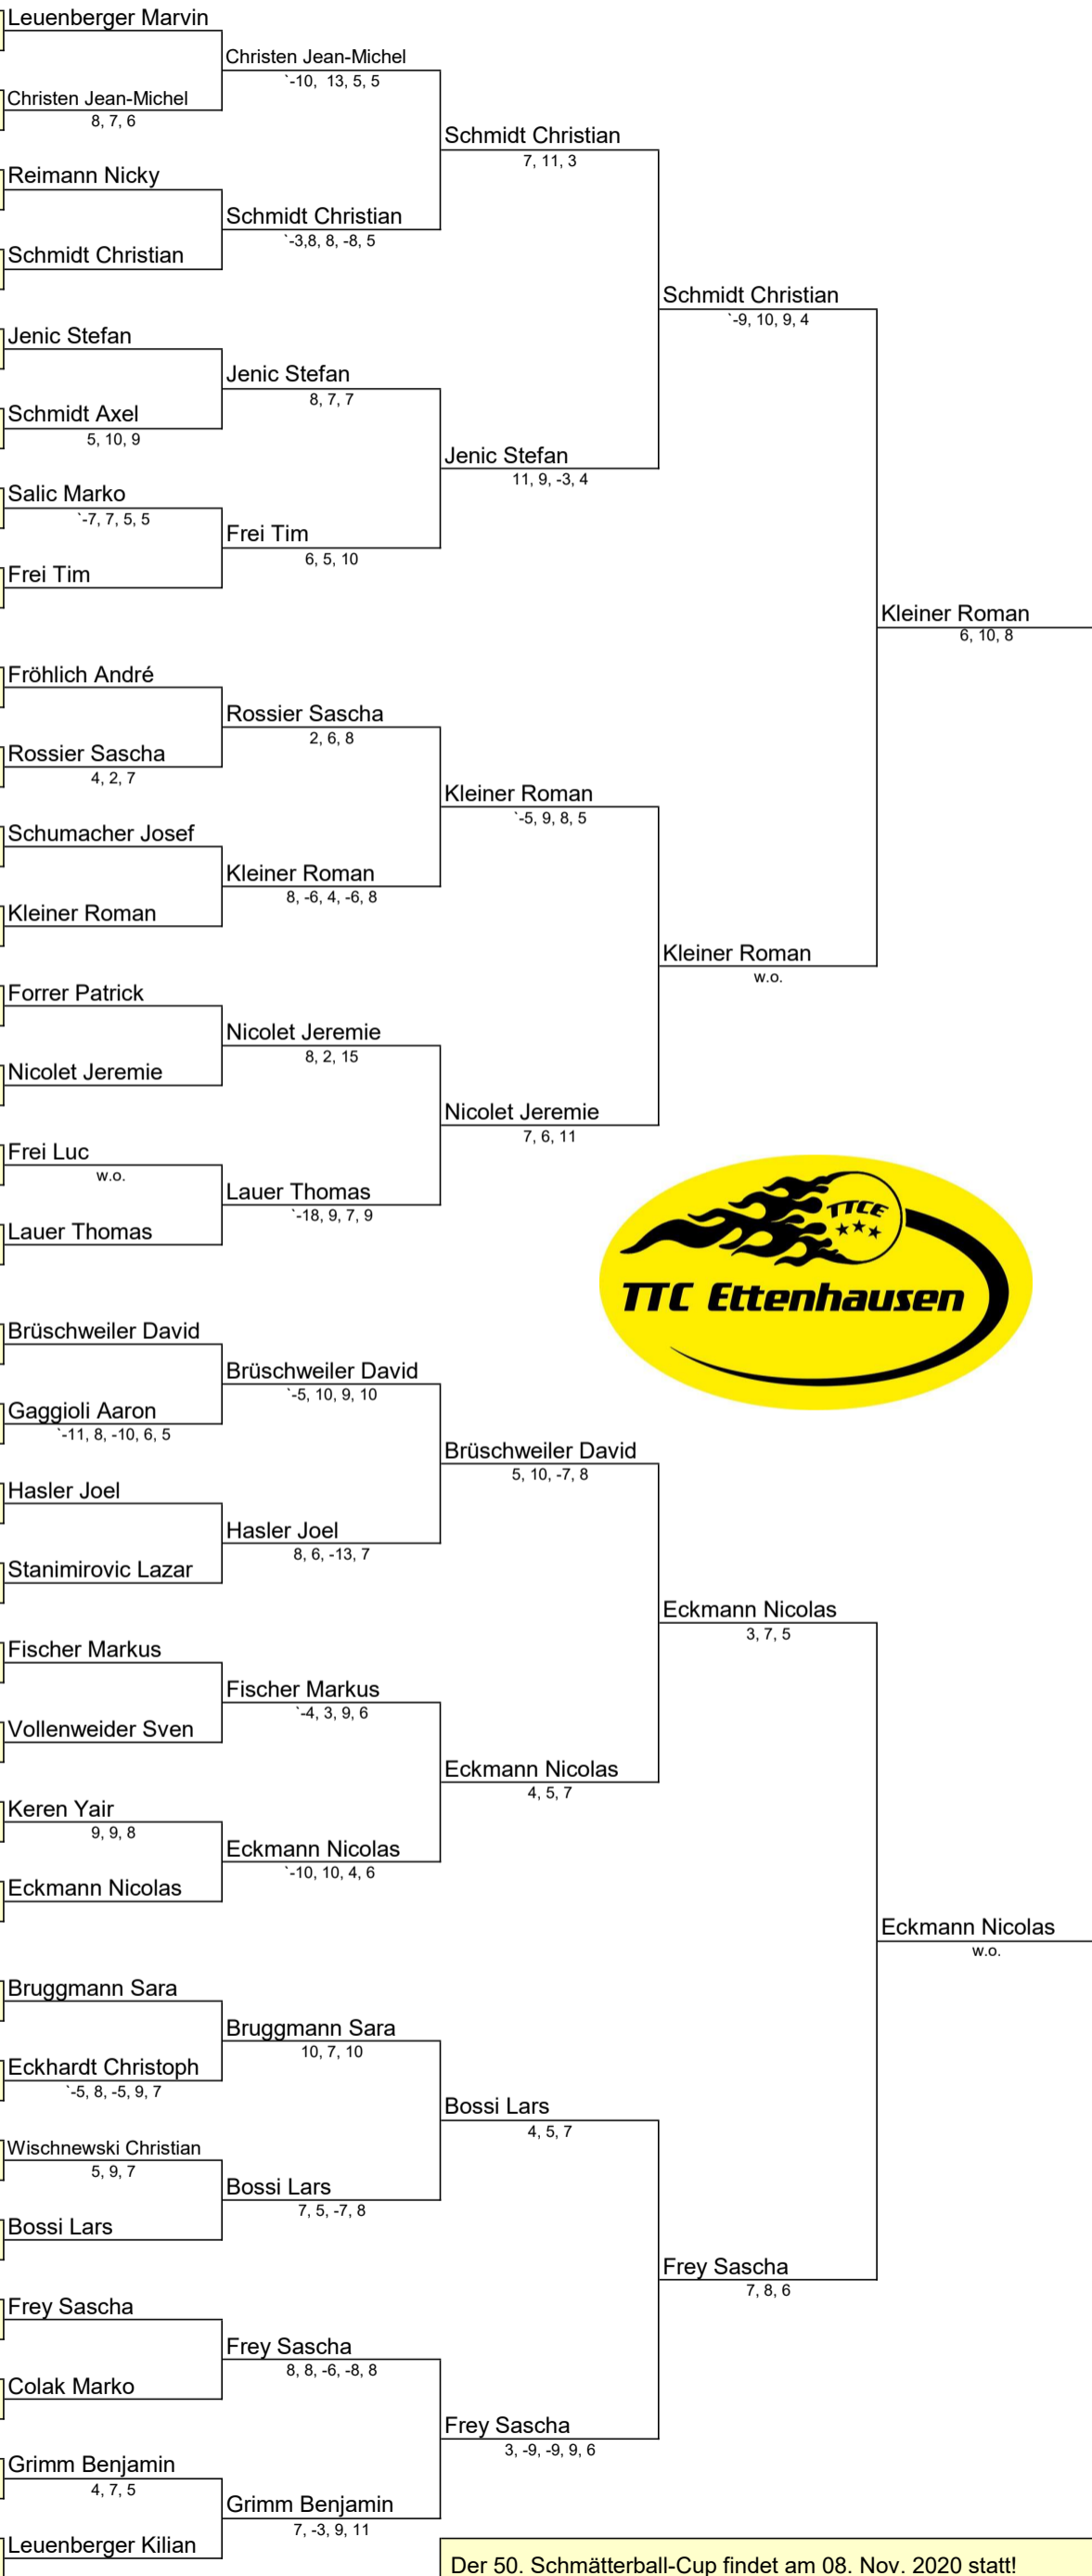 Leuenberger Marvin
Christen Jean-Michel
`-10,  13, 5, 5
Christen Jean-Michel
8, 7, 6
Schmidt Christian
7, 11, 3
Reimann Nicky
Schmidt Christian
`-3,8, 8, -8, 5
Schmidt Christian
Schmidt Christian
`-9, 10, 9, 4
Jenic Stefan
Jenic Stefan
8, 7, 7
Schmidt Axel
5, 10, 9
Jenic Stefan
11, 9, -3, 4
Salic Marko
`-7, 7, 5, 5
Frei Tim
6, 5, 10
Frei Tim
Kleiner Roman
6, 10, 8
Fröhlich André
Rossier Sascha
2, 6, 8
Rossier Sascha
4, 2, 7
Kleiner Roman
`-5, 9, 8, 5
Schumacher Josef
Kleiner Roman
8, -6, 4, -6, 8
Kleiner Roman
Kleiner Roman
w.o.
Forrer Patrick
Nicolet Jeremie
8, 2, 15
Nicolet Jeremie
Nicolet Jeremie
7, 6, 11
Frei Luc
w.o.
Lauer Thomas
`-18, 9, 7, 9
Lauer Thomas
TTCE
TTC Ettenhausen
Brüschweiler David
Brüschweiler David
`-5, 10, 9, 10
Gaggioli Aaron
`-11, 8, -10, 6, 5
Brüschweiler David
5, 10, -7, 8
Hasler Joel
Hasler Joel
8, 6, -13, 7
Stanimirovic Lazar
Eckmann Nicolas
3, 7, 5
Fischer Markus
Fischer Markus
`-4, 3, 9, 6
Vollenweider Sven
Eckmann Nicolas
4, 5, 7
Keren Yair
9, 9, 8
Eckmann Nicolas
`-10, 10, 4, 6
Eckmann Nicolas
Eckmann Nicolas
w.o.
Bruggmann Sara
Bruggmann Sara
10, 7, 10
Eckhardt Christoph
`-5, 8, -5, 9, 7
Bossi Lars
4, 5, 7
Wischnewski Christian
5, 9, 7
Bossi Lars
7, 5, -7, 8
Bossi Lars
Frey Sascha
7, 8, 6
Frey Sascha
Frey Sascha
8, 8, -6, -8, 8
Colak Marko
Frey Sascha
3, -9, -9, 9, 6
Grimm Benjamin
4, 7, 5
Grimm Benjamin
7, -3, 9, 11
Leuenberger Kilian
Der 50. Schmätterball-Cup findet am 08. Nov. 2020 statt!